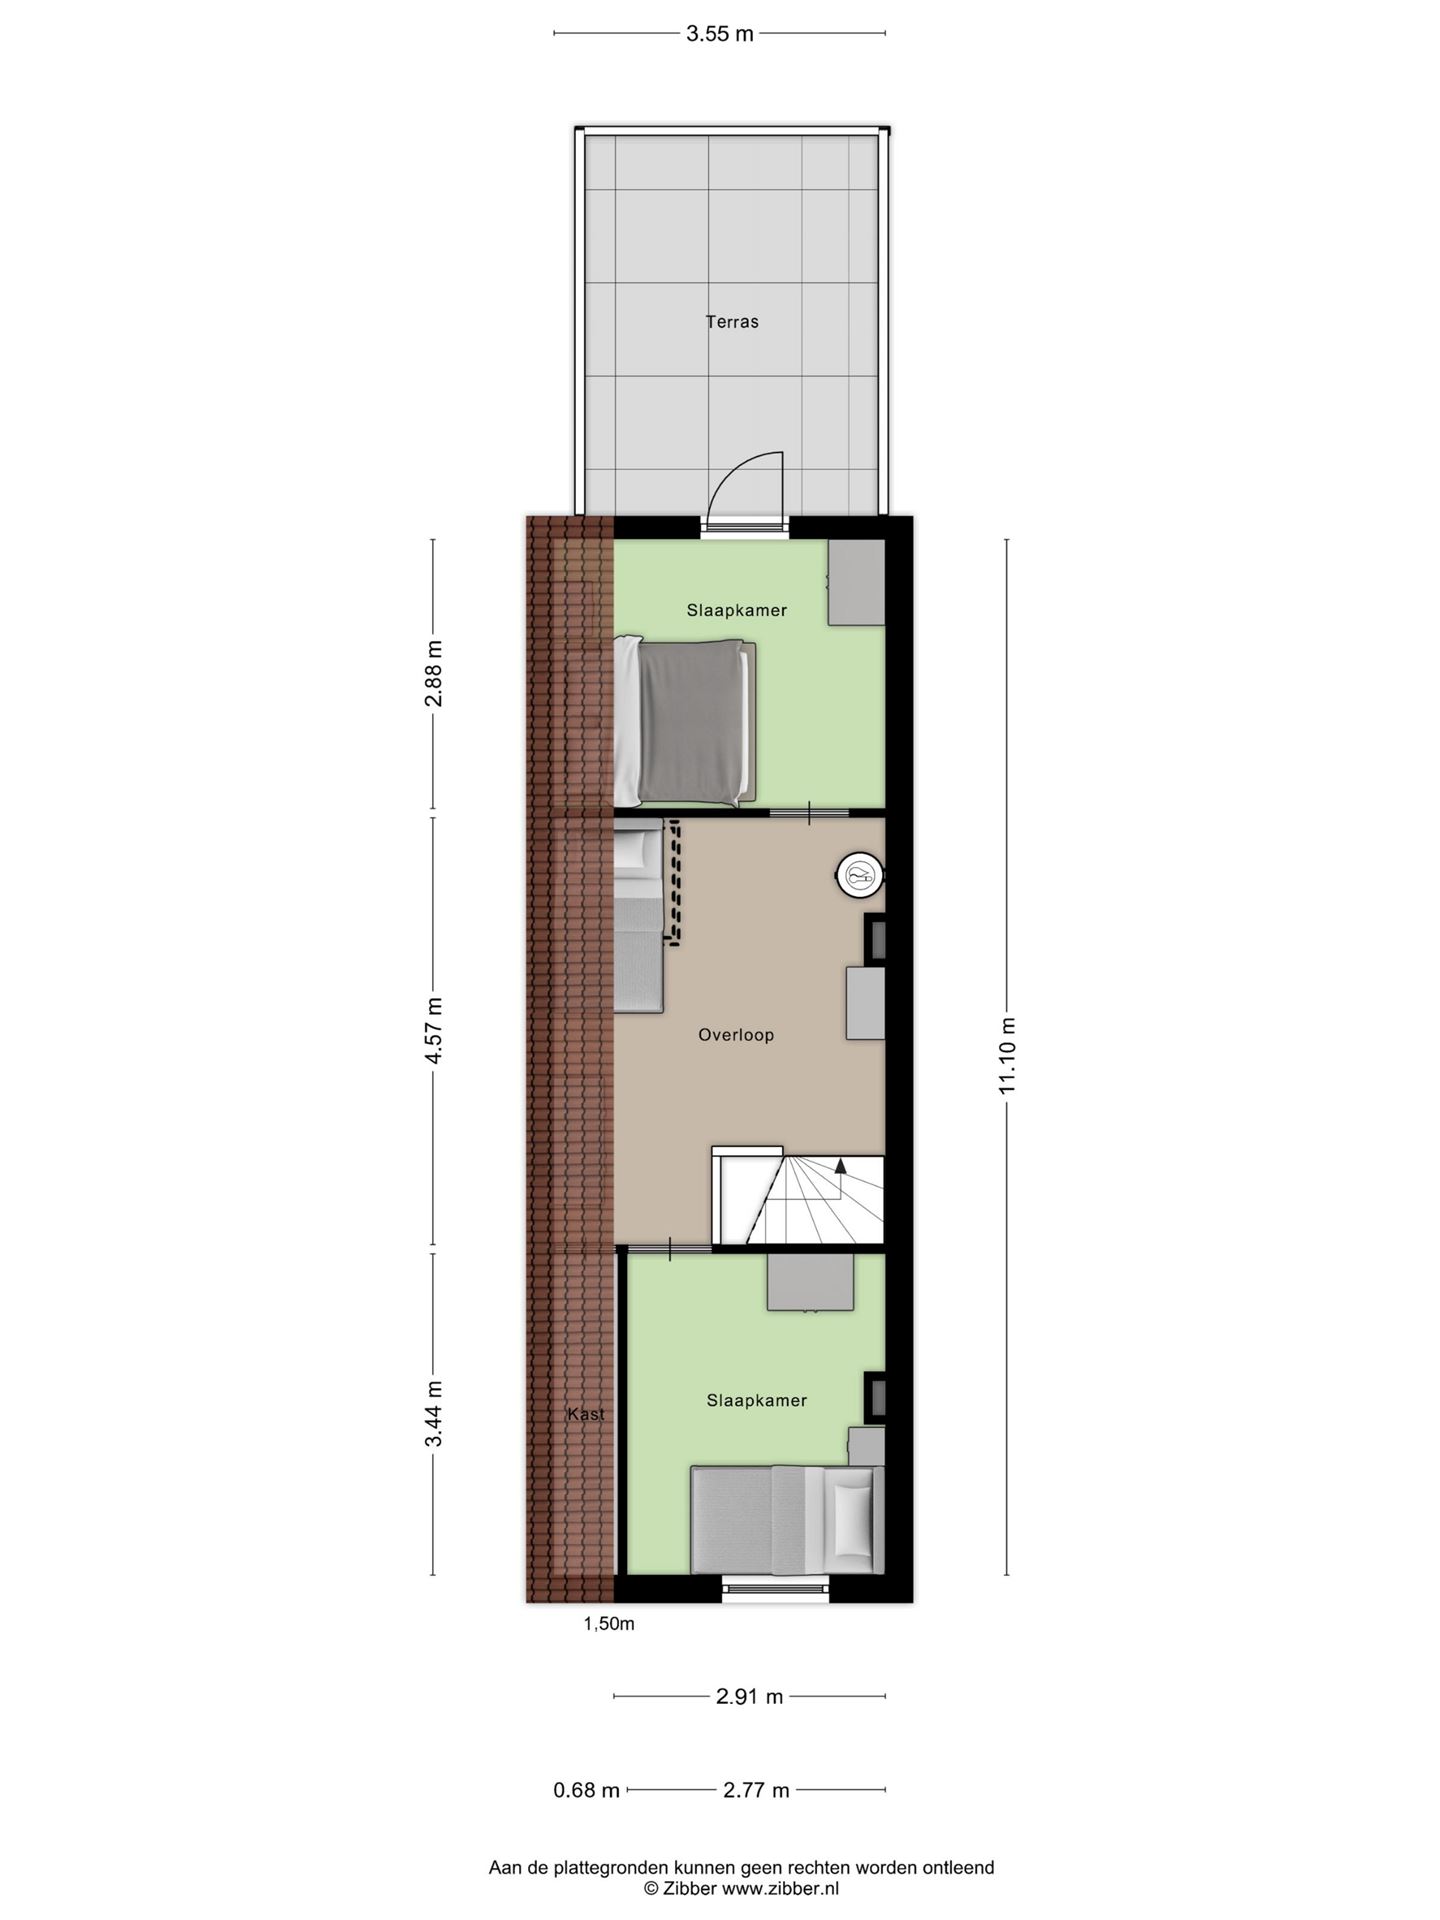 3.55 m
Terras
Slaapkamer
2.88 m
Overloop
4.57 m
11.10 m
Slaapkamer
Kast
3.44 m
1,50m
2.91 m
0.68 m
2.77 m
Aan de plattegronden kunnen geen rechten worden ontleend
© Zibber www.zibber.nl